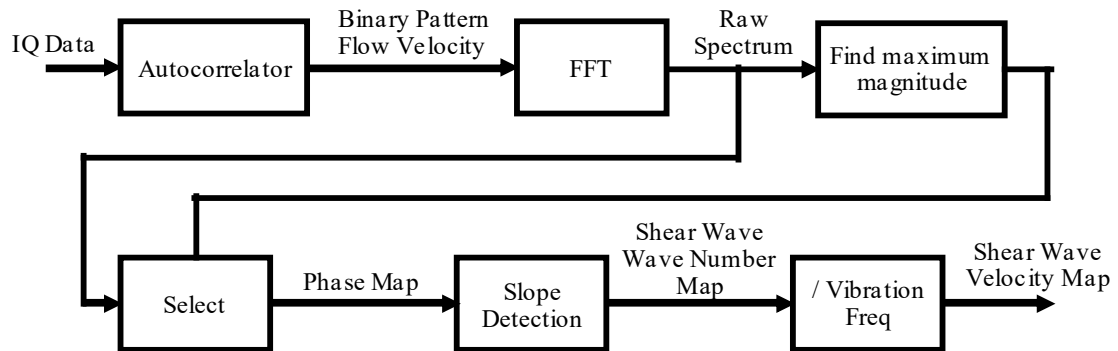 IQ Data
Autocorrelator
Binary Pattern
Flow Velocity
FFT
Raw
Spectrum
Find maximum
magnitude
Select
Phase Map
Slope
Detection
Shear Wave
Wave Number
Map
/ Vibration
Freq
Shear Wave
Velocity Map